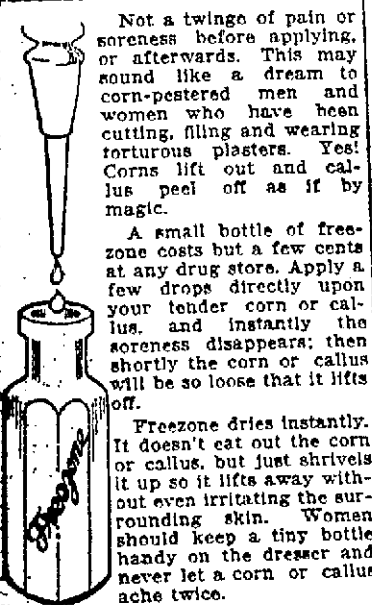 Not a twinge of pain or
soreness before applying,
or afterwards. This may
sound like a dream to
corn-pestered men and
women who have been
cutting, filing and wearing
torturous plasters. Yes!
Corns lift out and cal-
lus peel off as if by
magic.
A small bottle of free-
zone costs but a few cents
at any drug store. Apply a
few drops directly upon
your tender corn or cal-
lus, and instantly the
soreness disappears; then
shortly the corn or callus
will be so loose that it lifts
off.
Freezone dries instantly.
It doesn't eat out the corn
or callus, but just shrivels
it up so it lifts away with-
out even irritating the sur-
rounding skin. Women
should keep a tiny bottle
handy on the dresser and
never let a corn or callus
ache twice.
Freezone